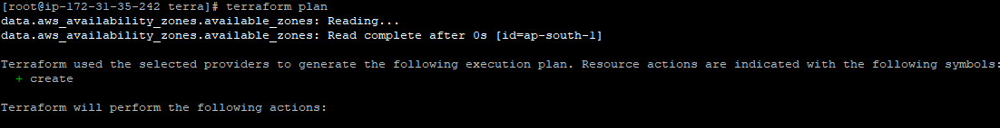 [root@ip-172-31-35-242 terra]# terraform plan
data.aws_availability_zones.available_zones: Reading...
data.aws_availability_zones.available_zones: Read complete after 0s [id=ap-south-1]
Terraform used the selected providers to generate the following execution plan. Resource actions are indicated with the following symbols:
+ create
Terraform will perform the following actions: